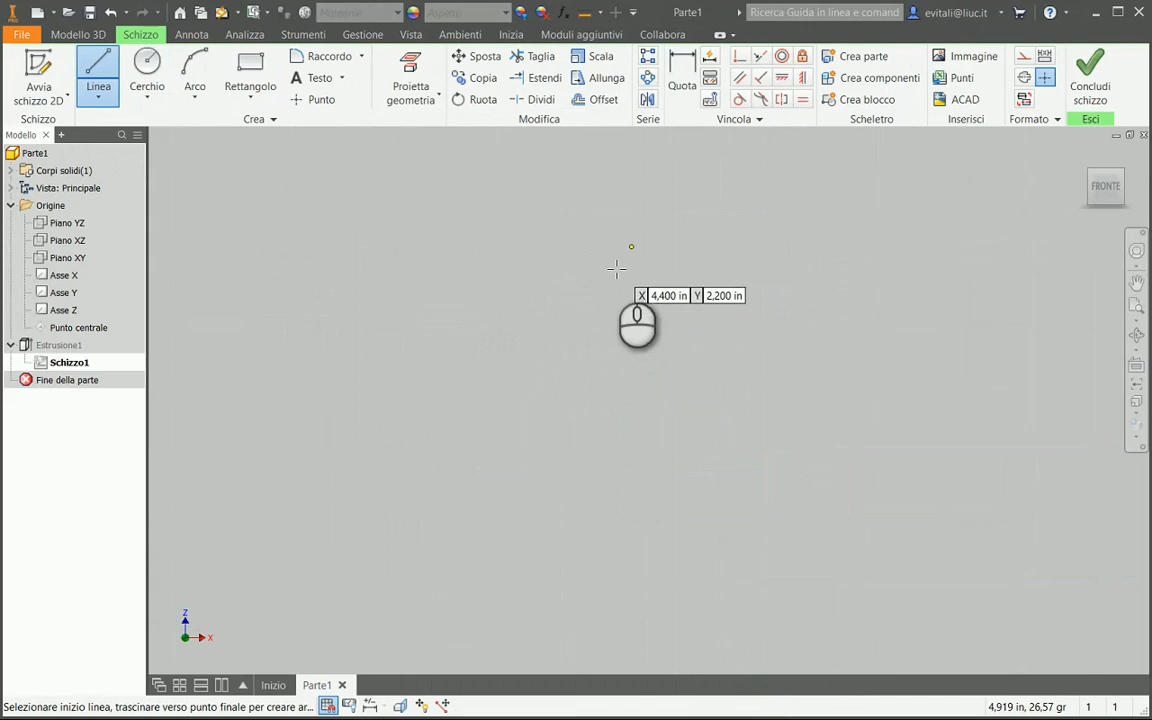 PRO
Materiale
Aspetto
Parte1
Ricerca Guida in linea e comand
evitali@liuc.it
File
Modello 3D
Schizzo
Annota
Analizza
Strumenti
Gestione
Vista
Ambienti
Inizia
Moduli aggiuntivi
Collabora
Avvia
schizzo 2D
Linea
Cerchio
Arco
Rettangolo
Raccordo
Testo
Punto
Proietta
geometria
Sposta
Copia
Ruota
Taglia
Estendi
Dividi
Scala
Allunga
Offset
Quota
Crea parte
Crea componenti
Crea blocco
Immagine
Punti
ACAD
Concludi
schizzo
Schizzo
Crea
Modifica
Serie
Vincola
Scheletro
Inserisci
Formato
Esci
Modello
Parte1
Corpi solidi(1)
Vista: Principale
Origine
Piano YZ
Piano XZ
Piano XY
Asse X
Asse Y
Asse Z
Punto centrale
Estrusione1
Schizzo1
Fine della parte
FRONTE
X 4,400 in Y 2,200 in
Z
X
Inizio
Parte1
Selezionare inizio linea, trascinare verso punto finale per creare ar...
4,919 in, 26,57 gr
1
1